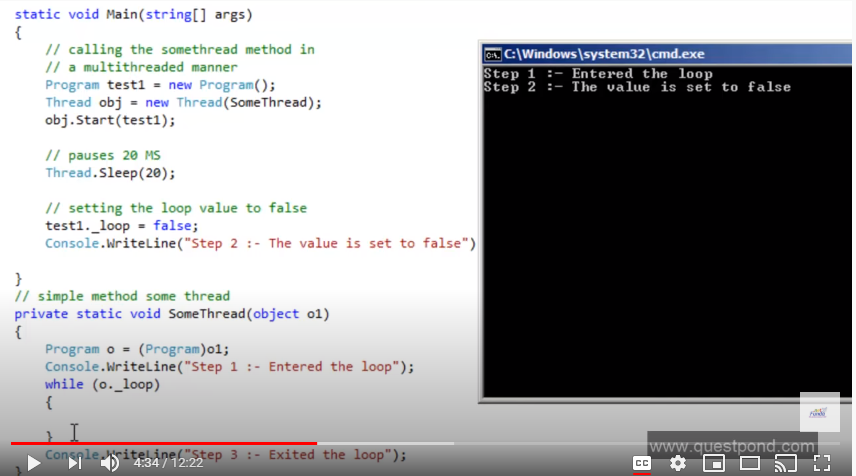 static void Main(string[] args)
{
// calling the somethread method in
// a multithreaded manner
Program test1 = new Program();
Thread obj = new Thread(SomeThread);
obj.Start(test1);
// pauses 20 MS
Thread.Sleep(20);
// setting the loop value to false
test1._loop = false;
Console.WriteLine("Step 2 :- The value is set to false")
}
// simple method some thread
private static void SomeThread(object o1)
{
Program o = (Program)o1;
Console.WriteLine("Step 1 :- Entered the loop");
while (o._loop)
{
}
Console.WriteLine("Step 3 :- Exited the loop");
}
C:\Windows\system32\cmd.exe
Step 1 :- Entered the loop
Step 2 :- The value is set to false
www.questpond.com
4:34 / 12:22
CC